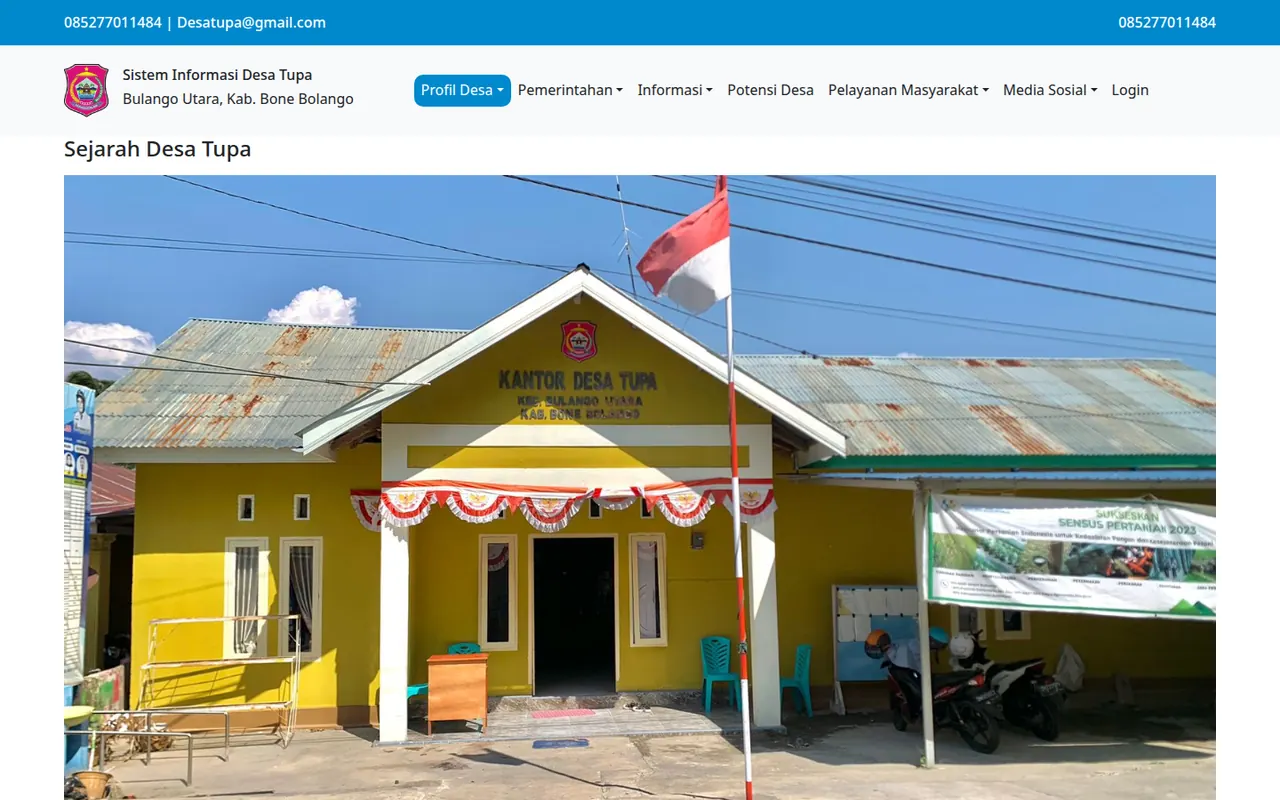 085277011484 | Desatupa@gmail.com
085277011484
Sistem Informasi Desa Tupa
Bulango Utara, Kab. Bone Bolango
Profil Desa
Pemerintahan
Informasi
Potensi Desa
Pelayanan Masyarakat
Media Sosial
Login
Sejarah Desa Tupa
KANTOR DESA TUPA
KEC. BULANGO UTARA
KAB. BONE BOLANGO
SUKSESKAN
SENSUS PERTANIAN 2023